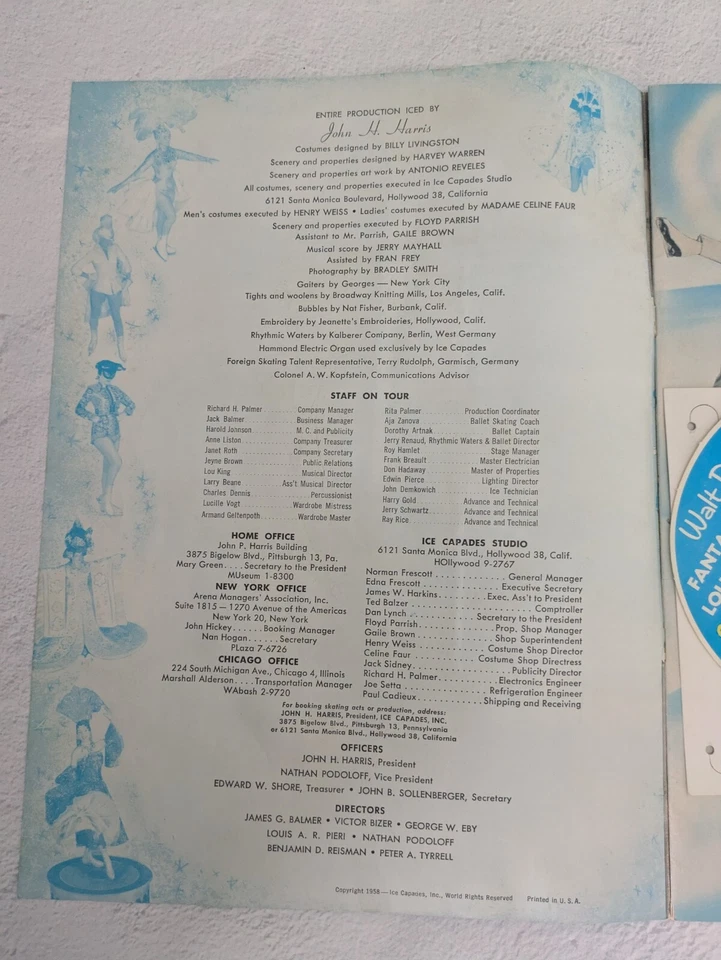 ENTIRE PRODUCTION ICED BY
John H. Harris
Costumes designed by BILLY LIVINGSTON
Scenery and properties designed by HARVEY WARREN
Scenery and properties art work by ANTONIO REVELES
All costumes, scenery and properties executed in Ice Capades Studio
6121 Santa Monica Boulevard, Hollywood 38, California
Men's costumes executed by HENRY WEISS • Ladies' costumes executed by MADAME CELINE FAUR
Scenery and properties executed by FLOYD PARRISH
Assistant to Mr. Parrish, GAILE BROWN
Musical score by JERRY MAYHALL
Assisted by FRAN FREY
Photography by BRADLEY SMITH
Gaiters by Georges — New York City
Tights and woolens by Broadway Knitting Mills, Los Angeles, Calif.
Bubbles by Nat Fisher, Burbank, Calif.
Embroidery by Jeanette's Embroideries, Hollywood, Calif.
Rhythmic Waters by Kalberer Company, Berlin, West Germany
Hammond Electric Organ used exclusively by Ice Capades
Foreign Skating Talent Representative, Terry Rudolph, Garmisch, Germany
Colonel A. W. Kopfstein, Communications Advisor
STAFF ON TOUR
Richard H. Palmer ......... Company Manager
Jack Balmer ......... Business Manager
Harold Johnson ......... M. C. and Publicity
Anne Liston ......... Company Treasurer
Janet Roth ......... Company Secretary
Jeyne Brown ......... Public Relations
Lou King ......... Musical Director
Larry Beane ......... Ass't Musical Director
Charles Dennis ......... Percussionist
Lucille Vogt ......... Wardrobe Mistress
Armand Geltenpoth ......... Wardrobe Master
Rita Palmer ......... Production Coordinator
Aja Zanova ......... Ballet Skating Coach
Dorothy Artnak ......... Ballet Captain
Jerry Renaud, Rhythmic Waters & Ballet Director
Roy Hamlet ......... Stage Manager
Frank Breault ......... Master Electrician
Don Hadaway ......... Master of Properties
Edwin Pierce ......... Lighting Director
John Demkowich ......... Ice Technician
Harry Gold ......... Advance and Technical
Jerry Schwartz ......... Advance and Technical
Ray Rice ......... Advance and Technical
HOME OFFICE
John P. Harris Building
3875 Bigelow Blvd., Pittsburgh 13, Pa.
Mary Green .... Secretary to the President
MUseum 1-8300
NEW YORK OFFICE
Arena Managers' Association, Inc.
Suite 1815 — 1270 Avenue of the Americas
New York 20, New York
John Hickey ...... Booking Manager
Nan Hogan ...... Secretary
PLaza 7-6726
CHICAGO OFFICE
224 South Michigan Ave., Chicago 4, Illinois
Marshall Alderson .... Transportation Manager
WAbash 2-9720
ICE CAPADES STUDIO
6121 Santa Monica Blvd., Hollywood 38, Calif.
HOllywood 9-2767
Norman Frescott ......... General Manager
Edna Frescott ......... Executive Secretary
James W. Harkins ......... Exec. Ass't to President
Ted Balzer ......... Comptroller
Dan Lynch ......... Secretary to the President
Floyd Parrish ......... Prop. Shop Manager
Gaile Brown ......... Shop Superintendent
Henry Weiss ......... Costume Shop Director
Celine Faur ......... Costume Shop Directress
Jack Sidney ......... Publicity Director
Richard H. Palmer ......... Electronics Engineer
Joe Setta ......... Refrigeration Engineer
Paul Cadieux ......... Shipping and Receiving
For booking skating acts or production, address:
JOHN H. HARRIS, President, ICE CAPADES, INC.
3875 Bigelow Blvd., Pittsburgh 13, Pennsylvania
or 6121 Santa Monica Blvd., Hollywood 38, California
OFFICERS
JOHN H. HARRIS, President
NATHAN PODOLOFF, Vice President
EDWARD W. SHORE, Treasurer • JOHN B. SOLLENBERGER, Secretary
DIRECTORS
JAMES G. BALMER • VICTOR BIZER • GEORGE W. EBY
LOUIS A. R. PIERI • NATHAN PODOLOFF
BENJAMIN D. REISMAN • PETER A. TYRRELL
Copyright 1958 — Ice Capades, Inc., World Rights Reserved Printed in U. S. A.
Walt D
FANTA
LO